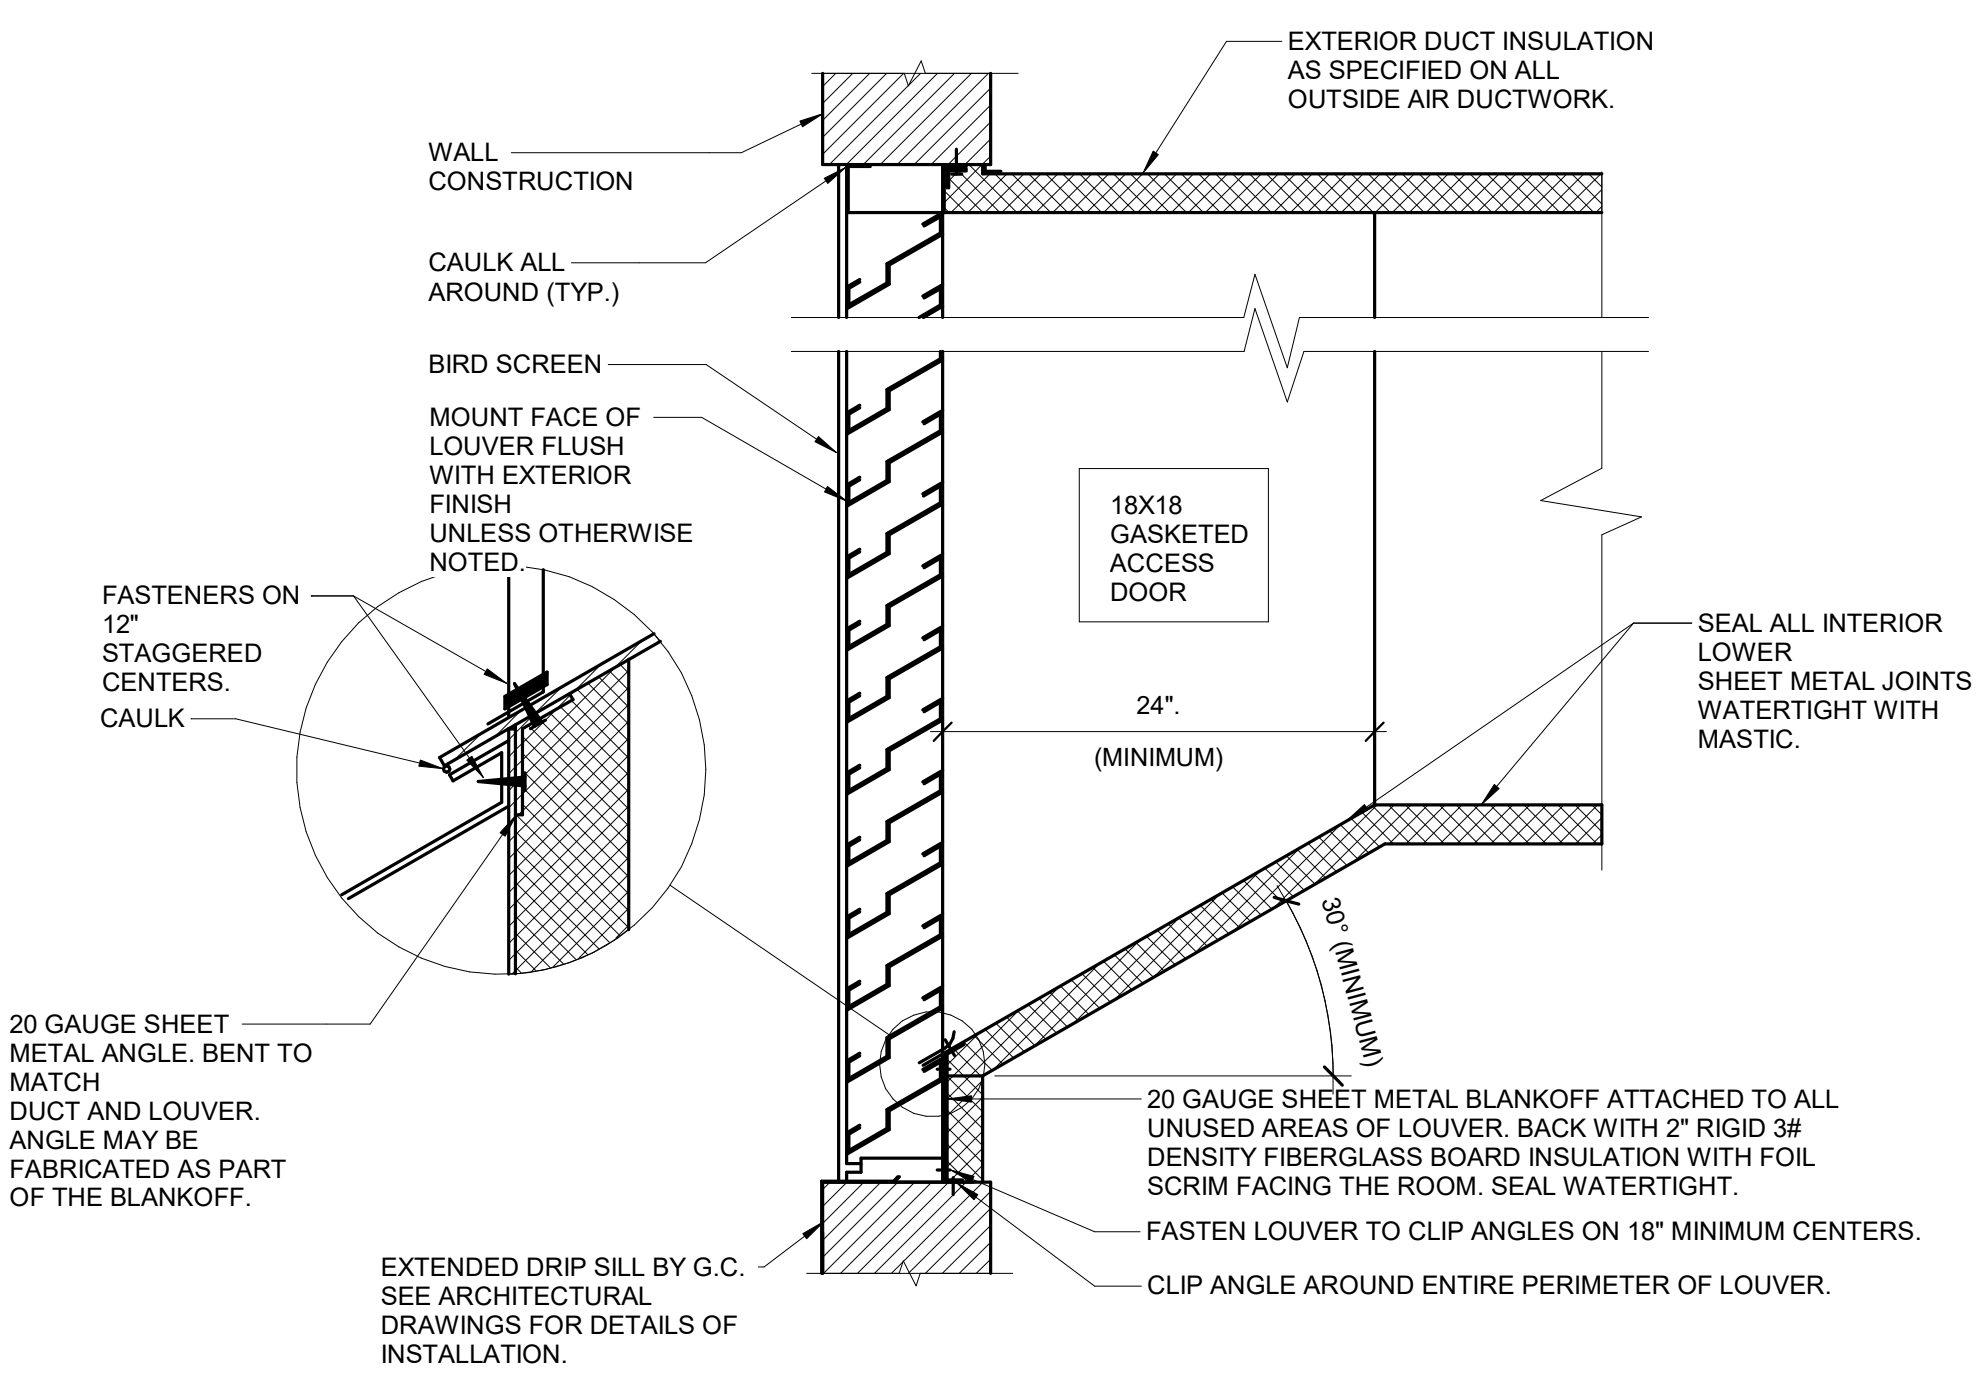 EXTERIOR DUCT INSULATION
AS SPECIFIED ON ALL
OUTSIDE AIR DUCTWORK.
WALL
CONSTRUCTION
CAULK ALL
AROUND (TYP.)
BIRD SCREEN
MOUNT FACE OF
LOUVER FLUSH
WITH EXTERIOR
FINISH
UNLESS OTHERWISE
NOTED.
18X18
GASKETED
ACCESS
DOOR
FASTENERS ON
12"
STAGGERED
CENTERS.
CAULK
SEAL ALL INTERIOR
LOWER
SHEET METAL JOINTS
WATERTIGHT WITH
MASTIC.
24".
(MINIMUM)
30° (MINIMUM)
20 GAUGE SHEET
METAL ANGLE. BENT TO
MATCH
DUCT AND LOUVER.
ANGLE MAY BE
FABRICATED AS PART
OF THE BLANKOFF.
20 GAUGE SHEET METAL BLANKOFF ATTACHED TO ALL
UNUSED AREAS OF LOUVER. BACK WITH 2" RIGID 3#
DENSITY FIBERGLASS BOARD INSULATION WITH FOIL
SCRIM FACING THE ROOM. SEAL WATERTIGHT.
FASTEN LOUVER TO CLIP ANGLES ON 18" MINIMUM CENTERS.
CLIP ANGLE AROUND ENTIRE PERIMETER OF LOUVER.
EXTENDED DRIP SILL BY G.C.
SEE ARCHITECTURAL
DRAWINGS FOR DETAILS OF
INSTALLATION.